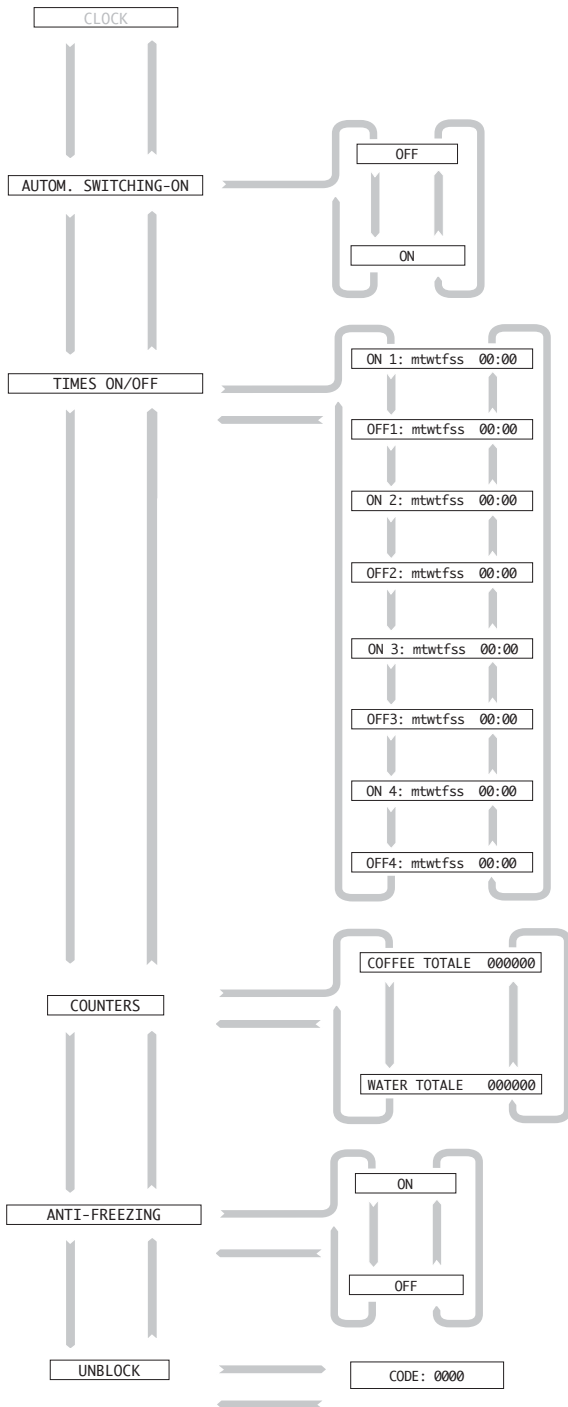 CLOCK
OFF
AUTOM. SWITCHING-ON
ON
ON 1: mtwtfss 00:00
TIMES ON/OFF
OFF1: mtwtfss 00:00
ON 2: mtwtfss 00:00
OFF2: mtwtfss 00:00
ON 3: mtwtfss 00:00
OFF3: mtwtfss 00:00
ON 4: mtwtfss 00:00
OFF4: mtwtfss 00:00
COFFEE TOTALE 000000
COUNTERS
WATER TOTALE 000000
ON
ANTI-FREEZING
OFF
UNBLOCK
CODE: 0000